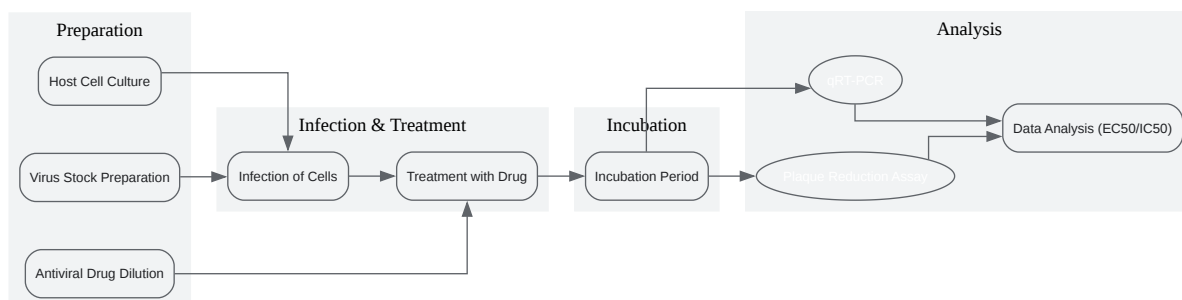 Preparation
Host Cell Culture
Virus Stock Preparation
Antiviral Drug Dilution
Infection & Treatment
Infection of Cells
Treatment with Drug
Incubation
Incubation Period
Analysis
qRT-PCR
Plaque Reduction Assay
Data Analysis (EC50/IC50)